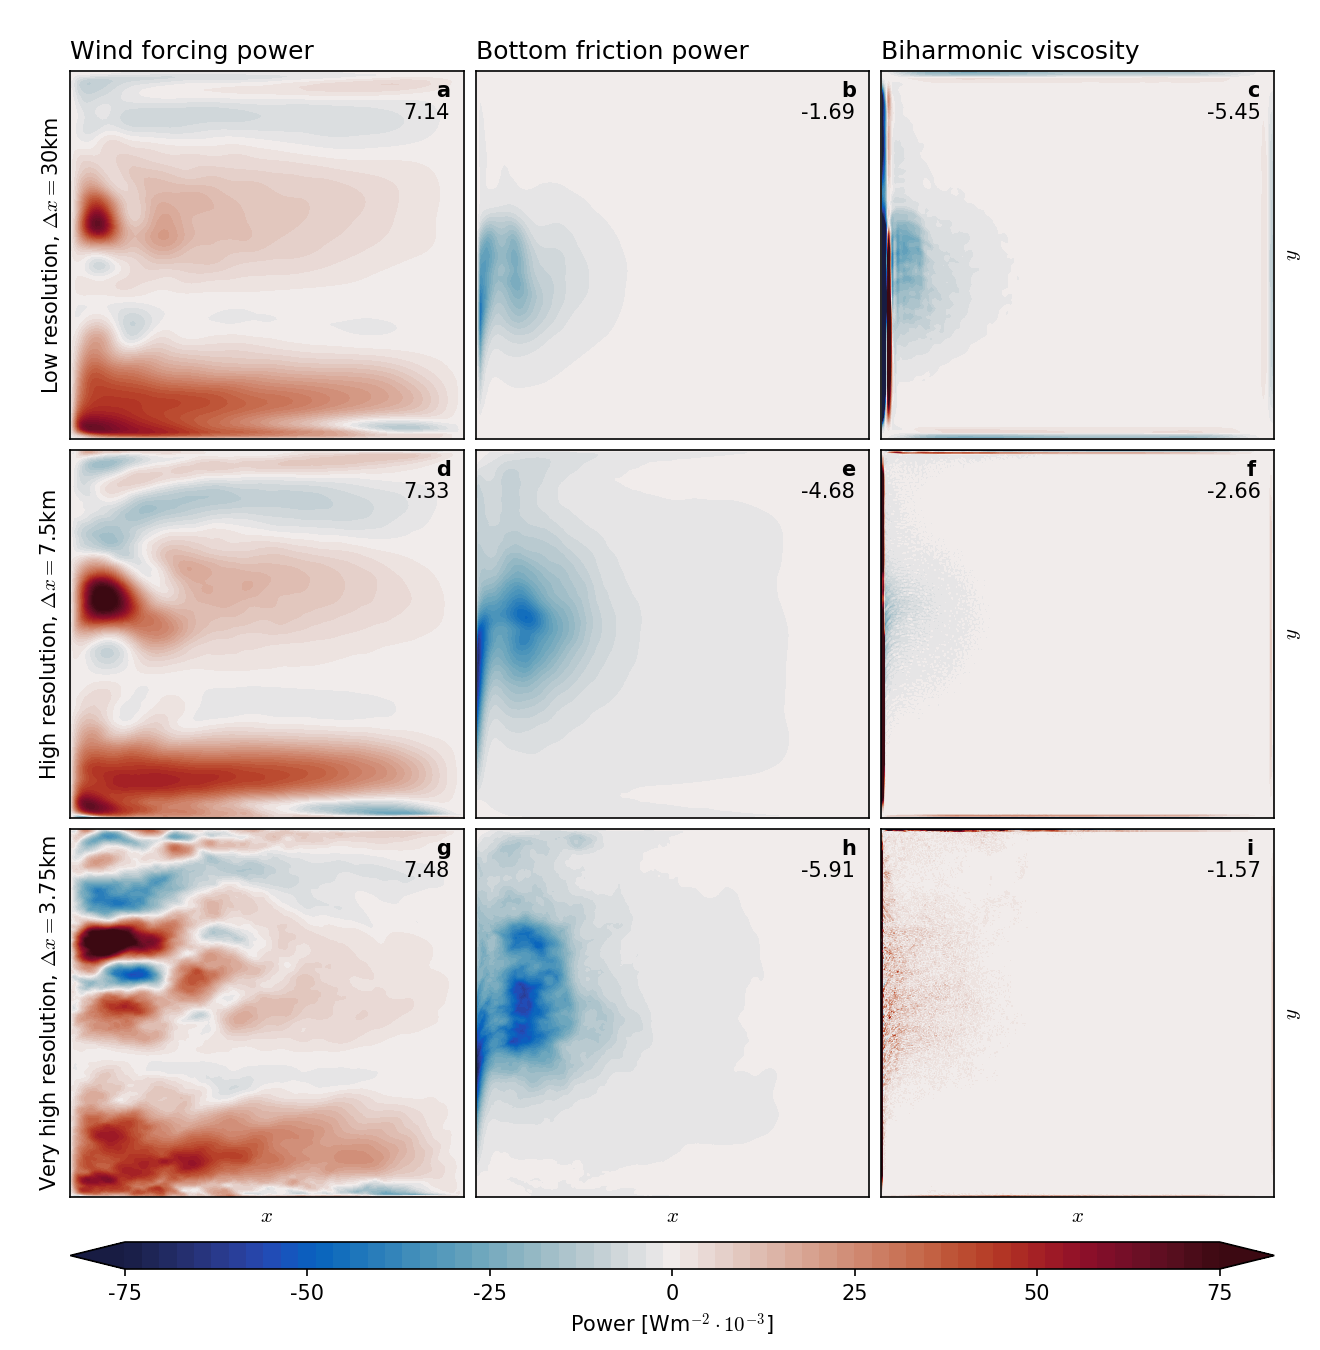 Wind forcing power
Bottom friction power
Biharmonic viscosity
Low resolution, Δx = 30km
a
7.14
b
-1.69
c
-5.45
y
High resolution, Δx = 7.5km
d
7.33
e
-4.68
f
-2.66
y
Very high resolution, Δx = 3.75km
g
7.48
h
-5.91
i
-1.57
y
x
x
x
-75
-50
-25
0
25
50
75
Power [Wm⁻² · 10⁻³]